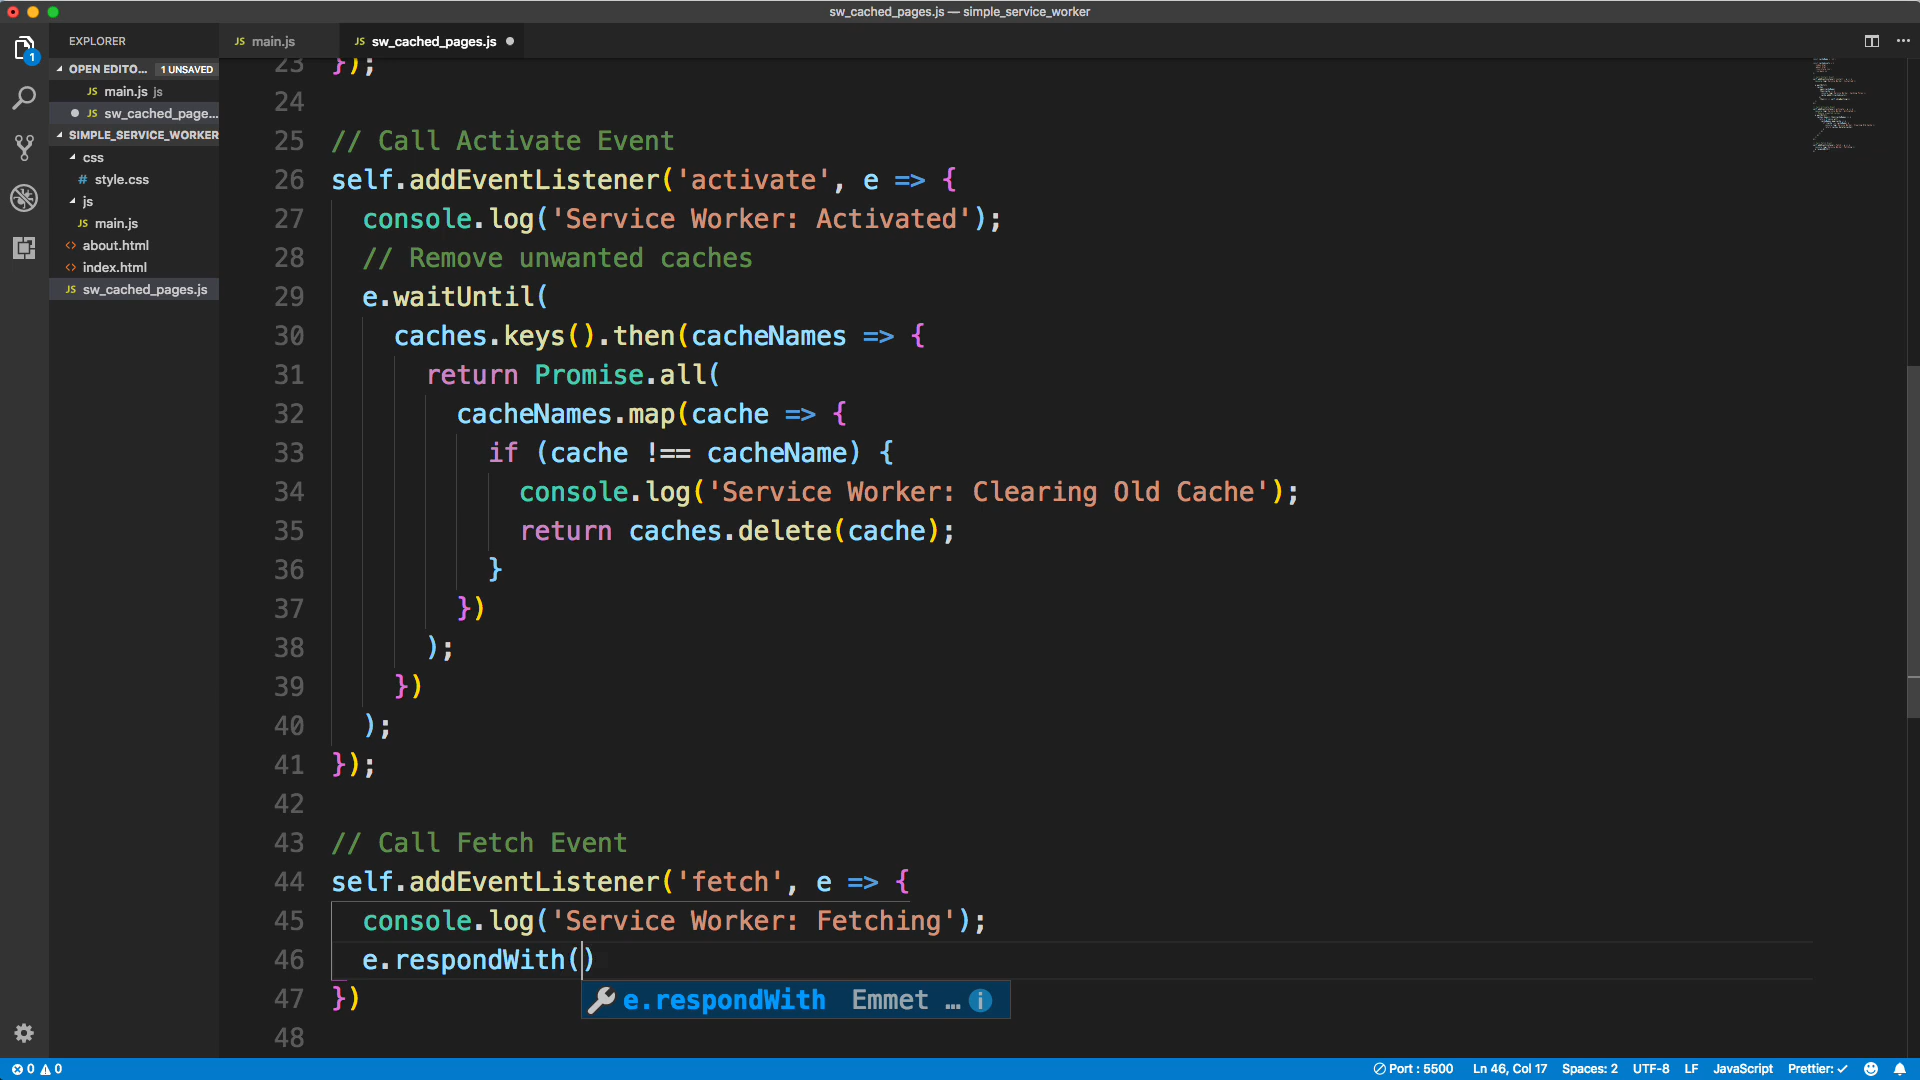 sw_cached_pages.js — simple_service_worker
EXPLORER
JS main.js
JS sw_cached_pages.js
1
OPEN EDITO... 1 UNSAVED
JS main.js js
JS sw_cached_page...
SIMPLE_SERVICE_WORKER
css
# style.css
js
JS main.js
<> about.html
<> index.html
JS sw_cached_pages.js
23 });
24
25 // Call Activate Event
26 self.addEventListener('activate', e => {
27 console.log('Service Worker: Activated');
28 // Remove unwanted caches
29 e.waitUntil(
30 caches.keys().then(cacheNames => {
31 return Promise.all(
32 cacheNames.map(cache => {
33 if (cache !== cacheName) {
34 console.log('Service Worker: Clearing Old Cache');
35 return caches.delete(cache);
36 }
37 })
38 );
39 })
40 );
41 });
42
43 // Call Fetch Event
44 self.addEventListener('fetch', e => {
45 console.log('Service Worker: Fetching');
46 e.respondWith()
47 })
e.respondWith Emmet ...
48
0 0
Port : 5500 Ln 46, Col 17 Spaces: 2 UTF-8 LF JavaScript Prettier: ✓